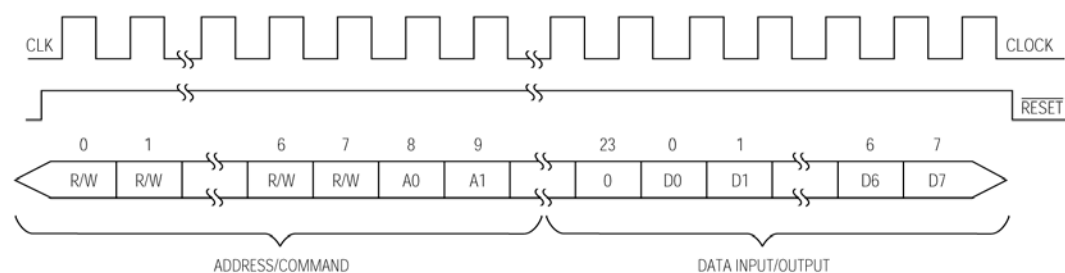 CLK CLOCK
RESET
0 1 6 7 8 9 23 0 1 6 7
R/W R/W R/W R/W A0 A1 0 D0 D1 D6 D7
ADDRESS/COMMAND DATA INPUT/OUTPUT